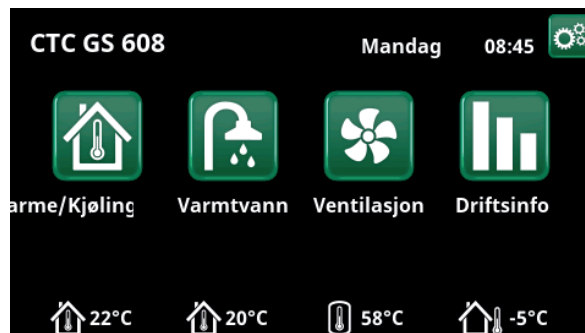 CTC GS 608 Mandag 08:45
arme/Kjøling Varmtvann Ventilasjon Driftsinfo
22°C 20°C 58°C -5°C